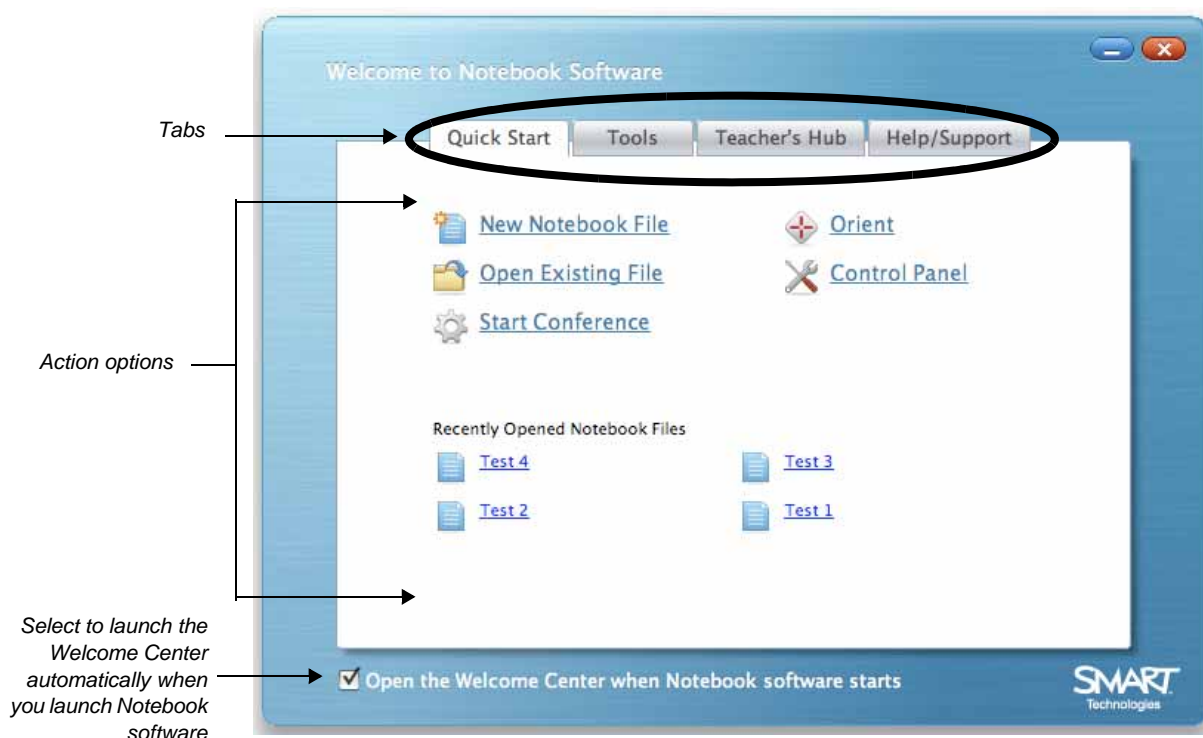 Welcome to Notebook Software
Tabs
Quick Start Tools Teacher's Hub Help/Support
New Notebook File Orient
Open Existing File Control Panel
Start Conference
Action options
Recently Opened Notebook Files
Test 4 Test 3
Test 2 Test 1
Select to launch the
Welcome Center
automatically when
you launch Notebook
software
Open the Welcome Center when Notebook software starts
SMART
Technologies